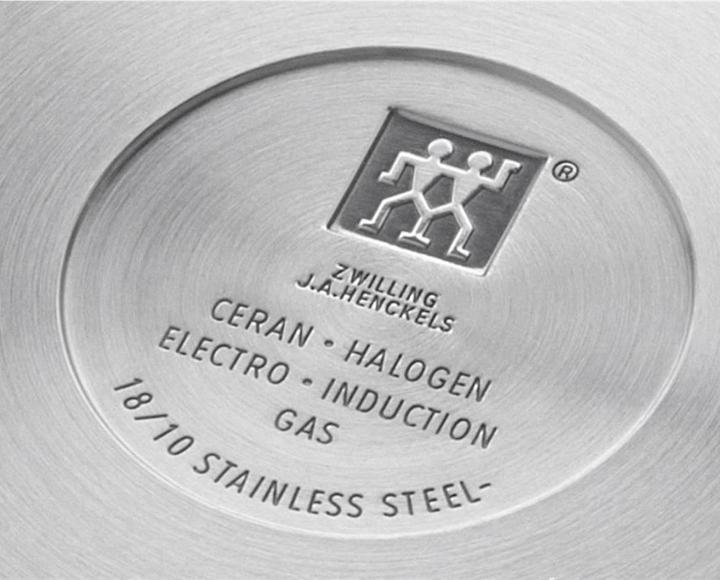 ®
ZWILLING
J.A.HENCKELS
CERAN • HALOGEN
ELECTRO • INDUCTION
GAS
18/10 STAINLESS STEEL-